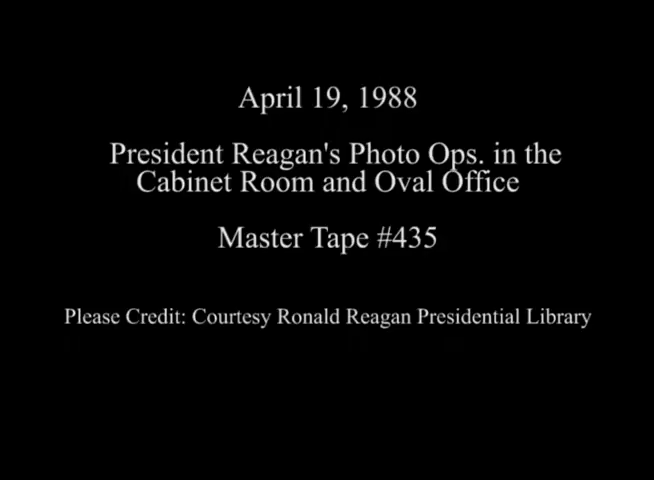 April 19, 1988
President Reagan's Photo Ops. in the
Cabinet Room and Oval Office
Master Tape #435
Please Credit: Courtesy Ronald Reagan Presidential Library